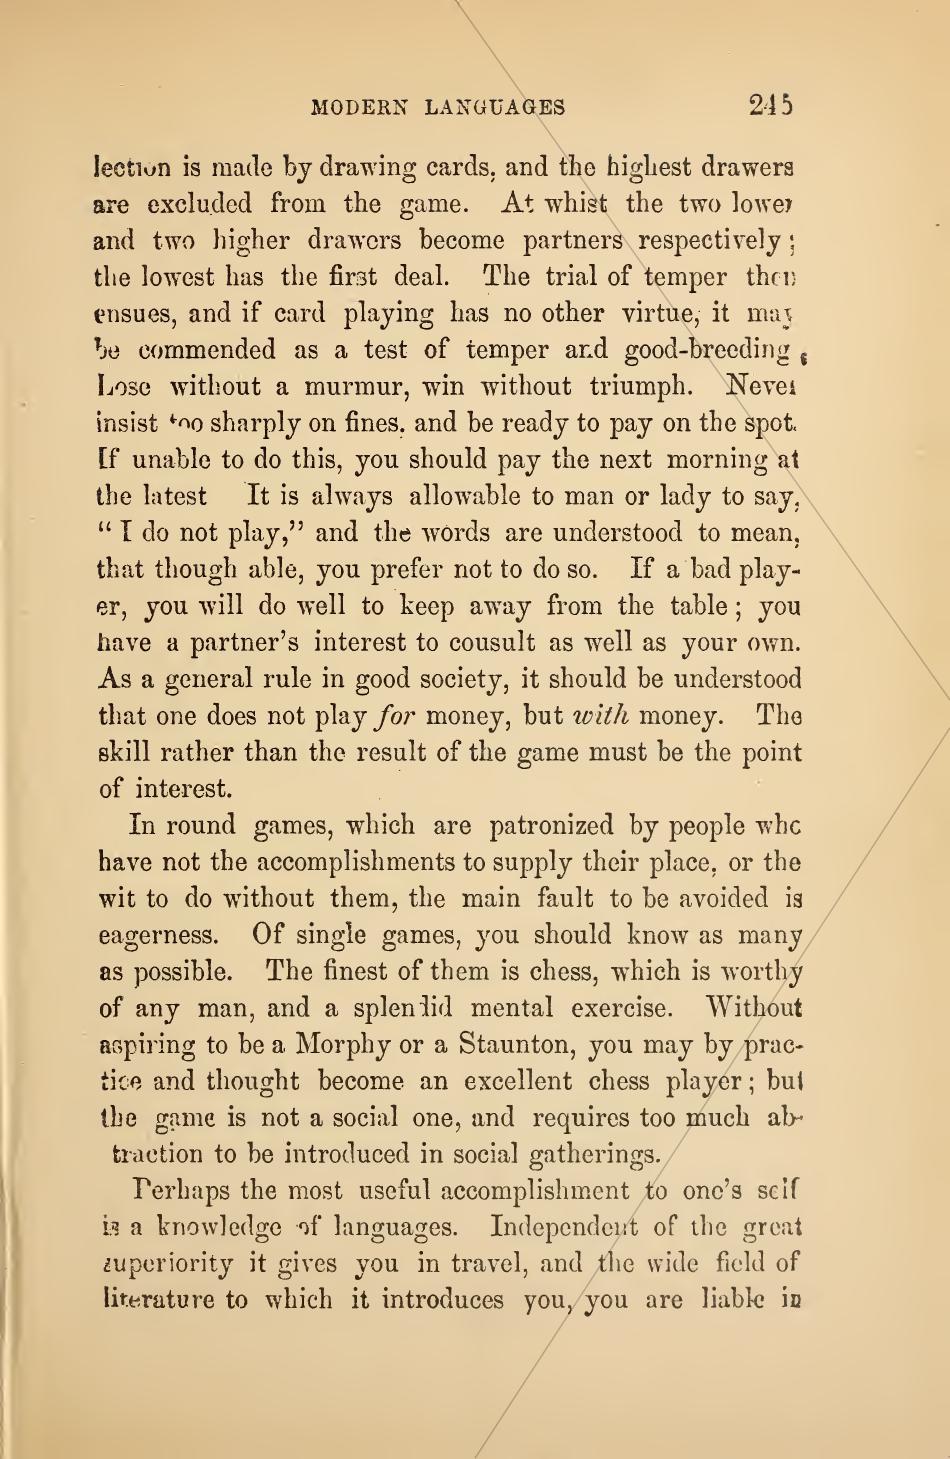 MODERN LANGUAGES 245
lection is made by drawing cards, and the highest drawers
are excluded from the game. At whist the two lower
and two higher drawers become partners respectively;
the lowest has the first deal. The trial of temper then
ensues, and if card playing has no other virtue, it may
be commended as a test of temper and good-breeding.
Lose without a murmur, win without triumph. Never
insist too sharply on fines, and be ready to pay on the spot.
If unable to do this, you should pay the next morning at
the latest It is always allowable to man or lady to say,
“I do not play,” and the words are understood to mean,
that though able, you prefer not to do so. If a bad play-
er, you will do well to keep away from the table; you
have a partner’s interest to cousult as well as your own.
As a general rule in good society, it should be understood
that one does not play for money, but with money. The
skill rather than the result of the game must be the point
of interest.
In round games, which are patronized by people who
have not the accomplishments to supply their place, or the
wit to do without them, the main fault to be avoided is
eagerness. Of single games, you should know as many
as possible. The finest of them is chess, which is worthy
of any man, and a splendid mental exercise. Without
aspiring to be a Morphy or a Staunton, you may by prac-
tice and thought become an excellent chess player; but
the game is not a social one, and requires too much ab-
traction to be introduced in social gatherings.
Perhaps the most useful accomplishment to one’s self
is a knowledge of languages. Independent of the great
superiority it gives you in travel, and the wide field of
literature to which it introduces you, you are liable in